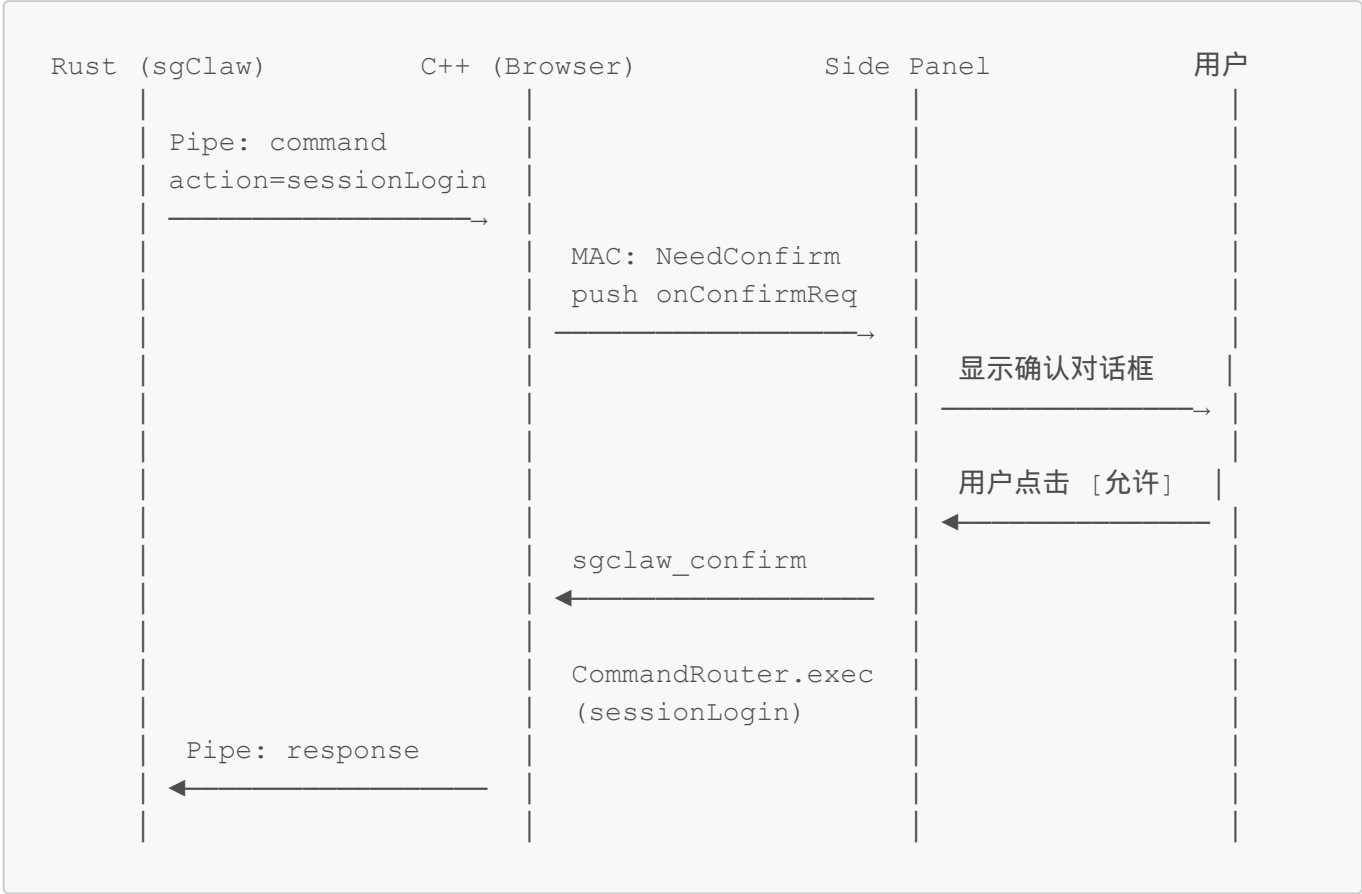 Rust (sgClaw) C++ (Browser) Side Panel 用户
Pipe: command
action=sessionLogin
MAC: NeedConfirm
push onConfirmReq
显示确认对话框
用户点击 [允许]
sgclaw_confirm
CommandRouter.exec
(sessionLogin)
Pipe: response